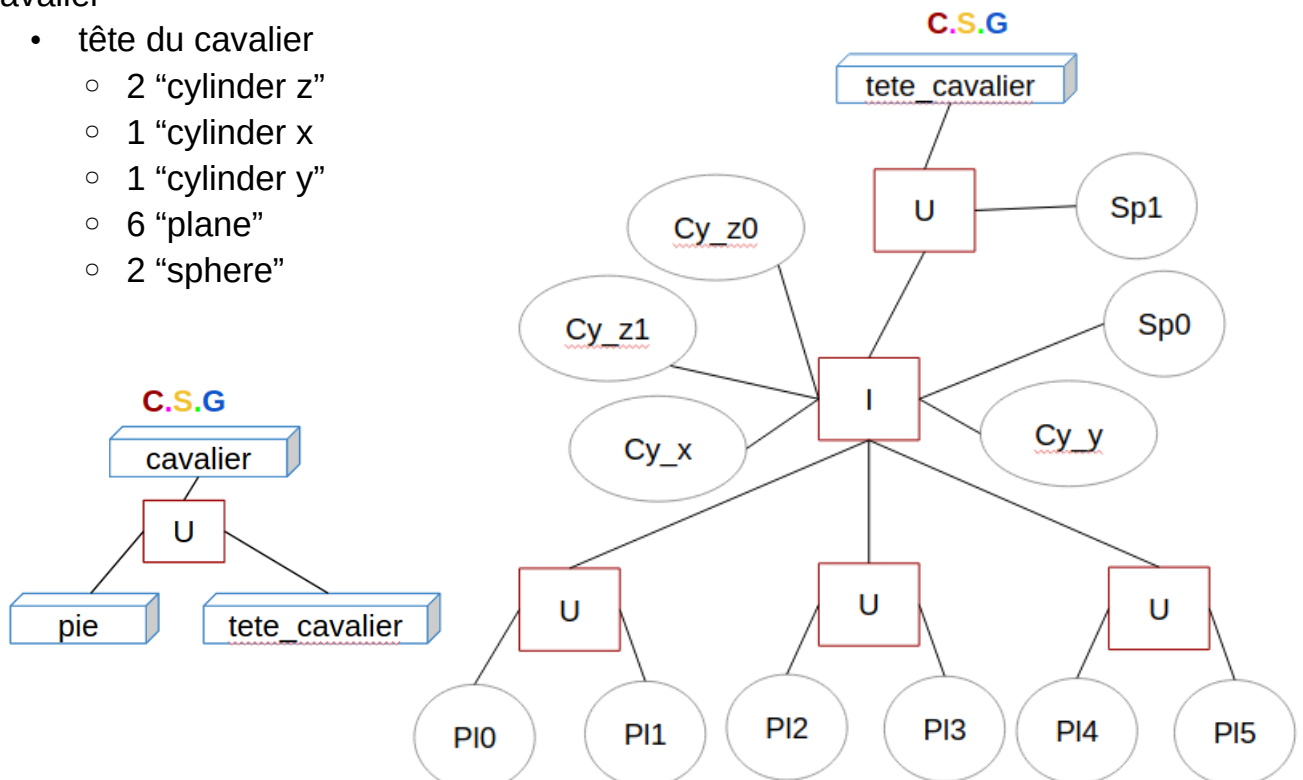 avalier
• tête du cavalier
○ 2 “cylinder z”
○ 1 “cylinder x
○ 1 “cylinder y”
○ 6 “plane”
○ 2 “sphere”
C.S.G
cavalier
U
pie
tete_cavalier
C.S.G
tete_cavalier
U
Sp1
Cy_z0
Cy_z1
Sp0
I
Cy_x
Cy_y
U
U
U
Pl0
Pl1
Pl2
Pl3
Pl4
Pl5